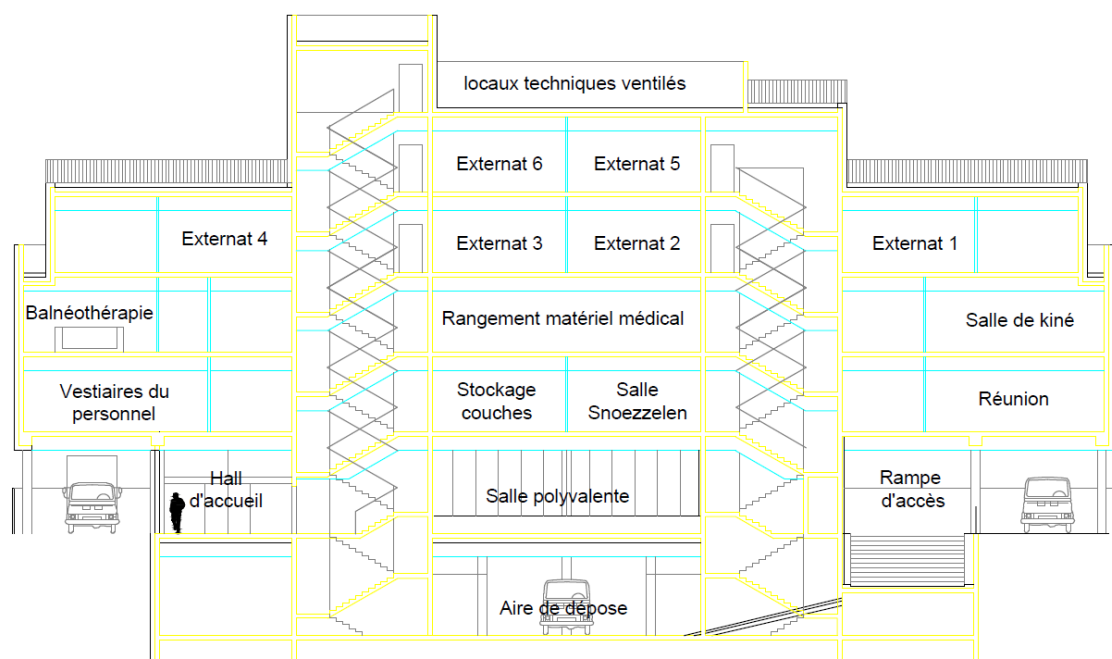 locaux techniques ventilés
Externat 6
Externat 5
Externat 4
Externat 3
Externat 2
Externat 1
Balnéothérapie
Rangement matériel médical
Salle de kiné
Vestiaires du
personnel
Stockage
couches
Salle
Snoezzelen
Réunion
Hall
d'accueil
Salle polyvalente
Rampe
d'accès
Aire de dépose